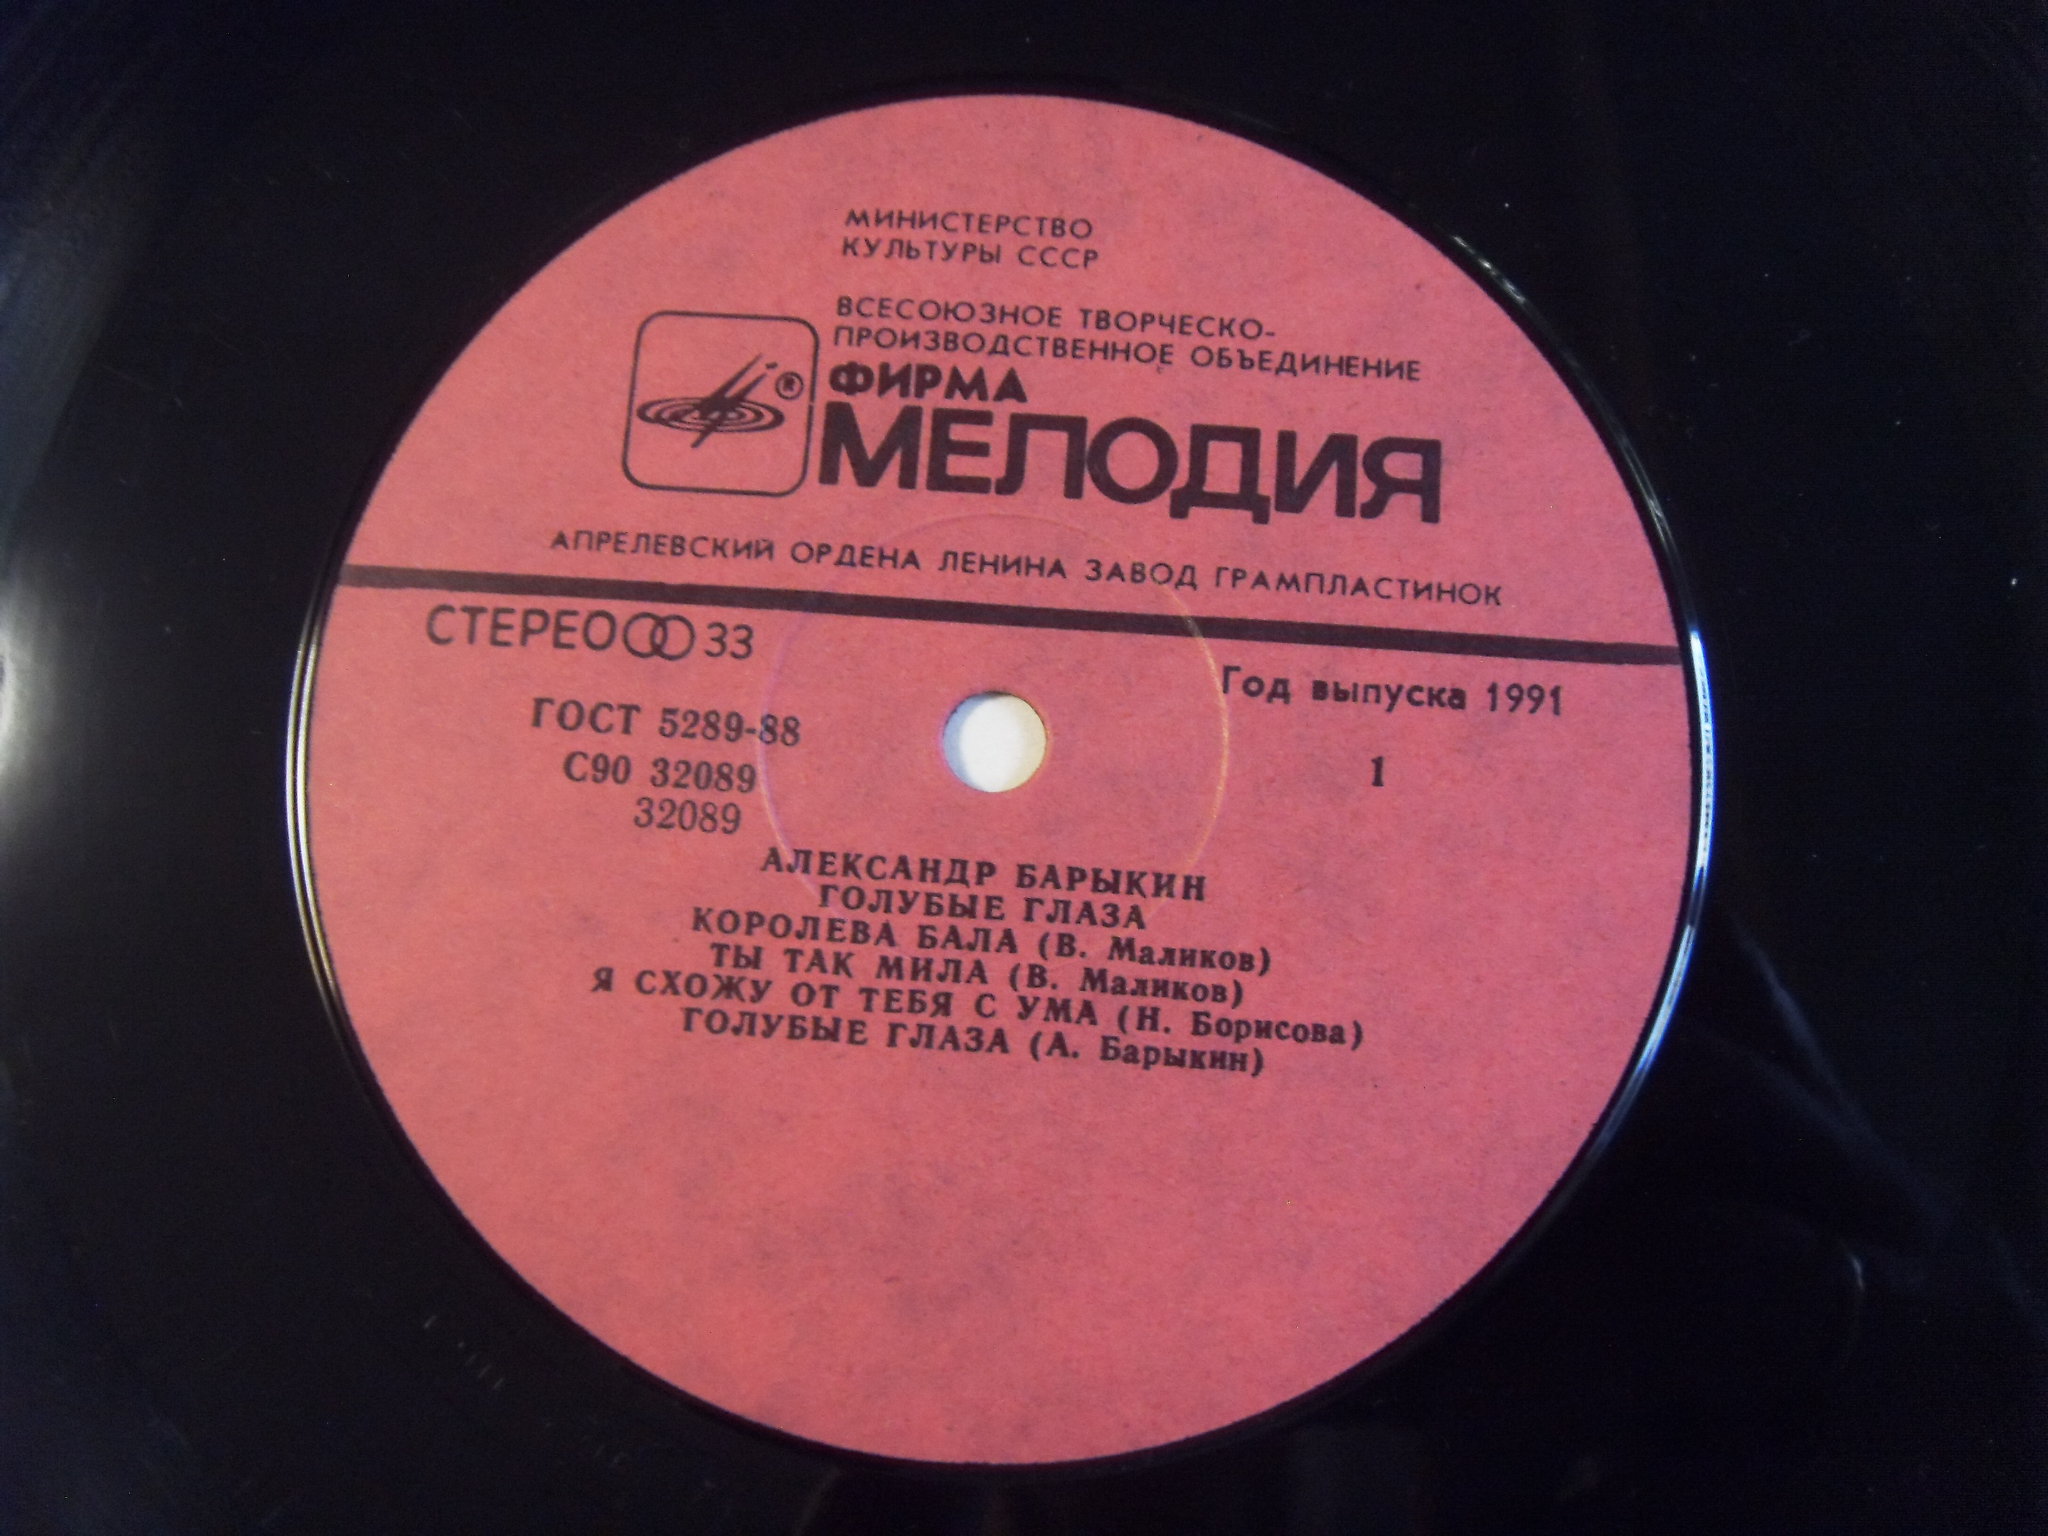 МИНИСТЕРСТВО
КУЛЬТУРЫ СССР
ВСЕСОЮЗНОЕ ТВОРЧЕСКО-
ПРОИЗВОДСТВЕННОЕ ОБЪЕДИНЕНИЕ
ФИРМА
®
МЕЛОДИЯ
АПРЕЛЕВСКИЙ ОРДЕНА ЛЕНИНА ЗАВОД ГРАМПЛАСТИНОК
СТЕРЕО 33
Год выпуска 1991
ГОСТ 5289-88
С90 32089
1
32089
АЛЕКСАНДР БАРЫКИН
ГОЛУБЫЕ ГЛАЗА
КОРОЛЕВА БАЛА (В. Маликов)
ТЫ ТАК МИЛА (В. Маликов)
Я СХОЖУ ОТ ТЕБЯ С УМА (Н. Борисова)
ГОЛУБЫЕ ГЛАЗА (А. Барыкин)